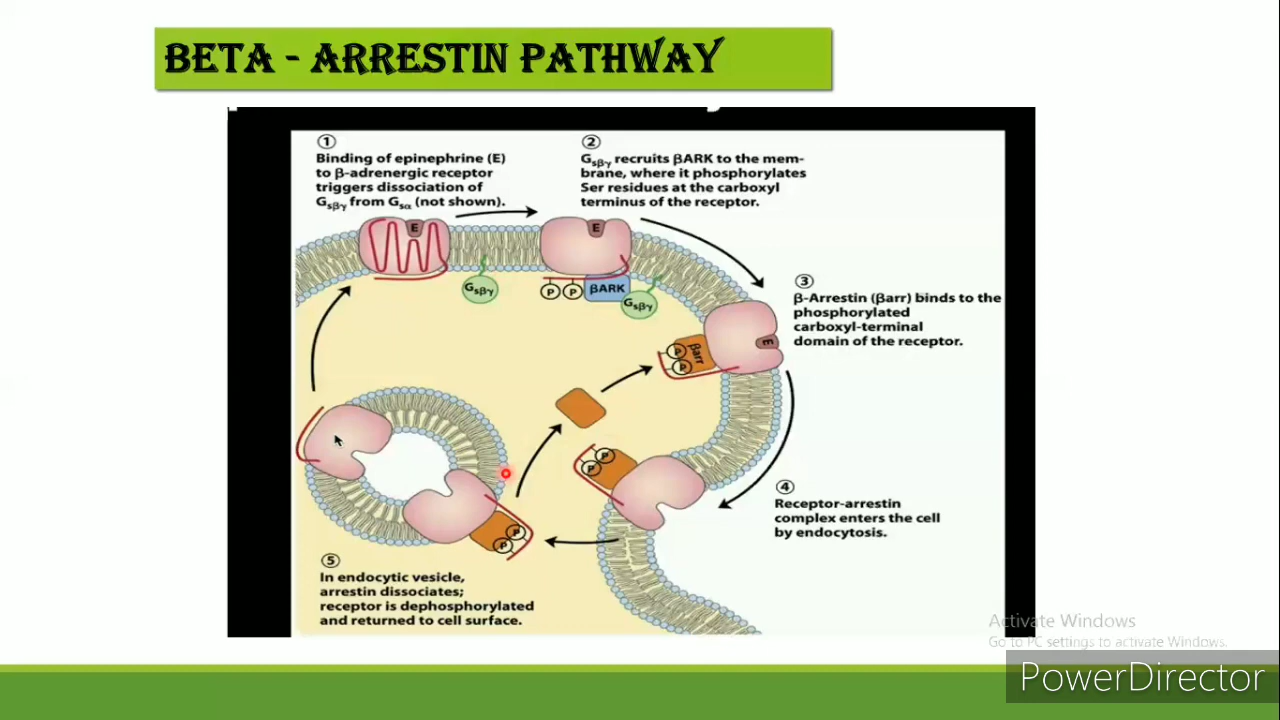 BETA - ARRESTIN PATHWAY
1
Binding of epinephrine (E)
to β-adrenergic receptor
triggers dissociation of
Gsβγ from Gsα (not shown).
2
Gsβγ recruits βARK to the mem-
brane, where it phosphorylates
Ser residues at the carboxyl
terminus of the receptor.
E
E
Gsβγ
P P βARK
Gsβγ
3
β-Arrestin (βarr) binds to the
phosphorylated
carboxyl-terminal
domain of the receptor.
E
βarr
P
P
P P
4
Receptor-arrestin
complex enters the cell
by endocytosis.
P P
5
In endocytic vesicle,
arrestin dissociates;
receptor is dephosphorylated
and returned to cell surface.
Activate Windows
Go to PC settings to activate Windows.
PowerDirector